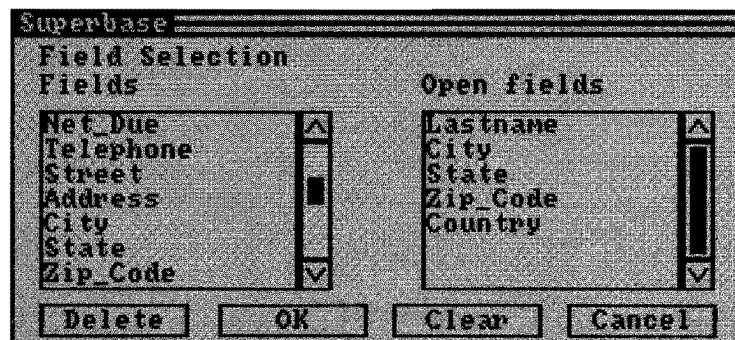 Superbase
Field Selection
Fields
Net_Due
Telephone
Street
Address
City
State
Zip_Code
Open fields
Lastname
City
State
Zip_Code
Country
Delete OK Clear Cancel